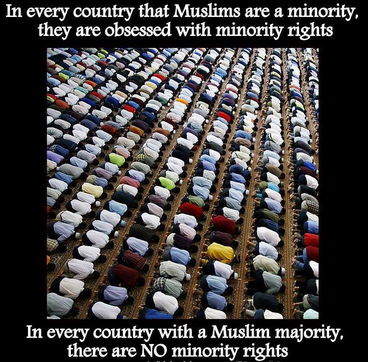 In every country that Muslims are a minority,
they are obsessed with minority rights
In every country with a Muslim majority,
there are NO minority rights